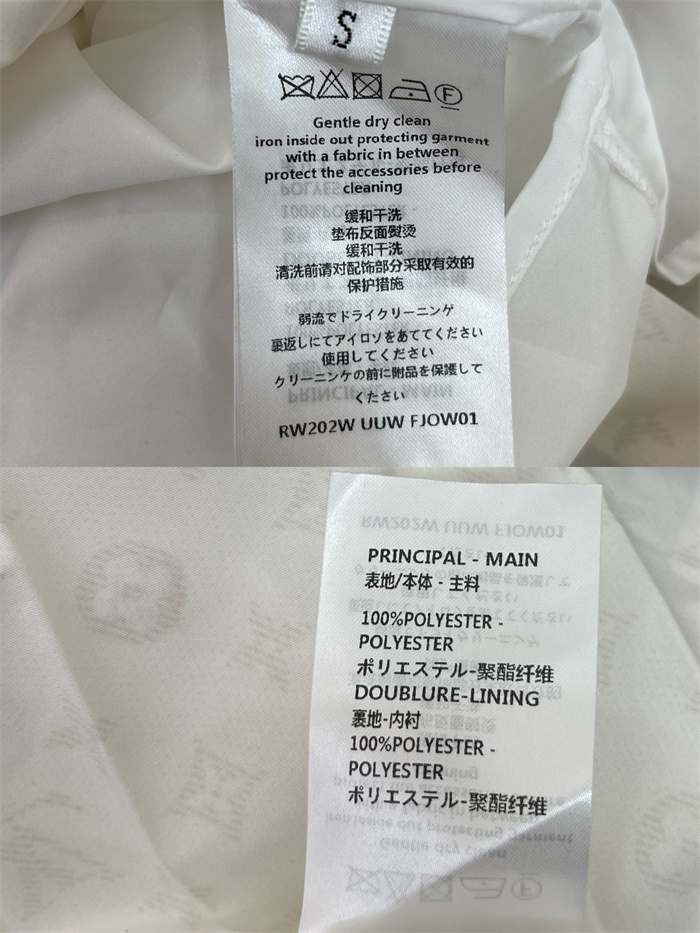 S
F
Gentle dry clean
iron inside out protecting garment
with a fabric in between
protect the accessories before
cleaning
缓和干洗
垫布反面熨烫
缓和干洗
清洗前请对配饰部分采取有效的
保护措施
弱流でドライクリーニンゲ
裏返しにてアイロソをあててください
使用してください
クリーニンケの前に附品を保護して
ください
RW202W UUW FJOW01
PRINCIPAL - MAIN
表地/本体 - 主料
100%POLYESTER -
POLYESTER
ポリエステル-聚酯纤维
DOUBLURE-LINING
裏地-内衬
100%POLYESTER -
POLYESTER
ポリエステル-聚酯纤维